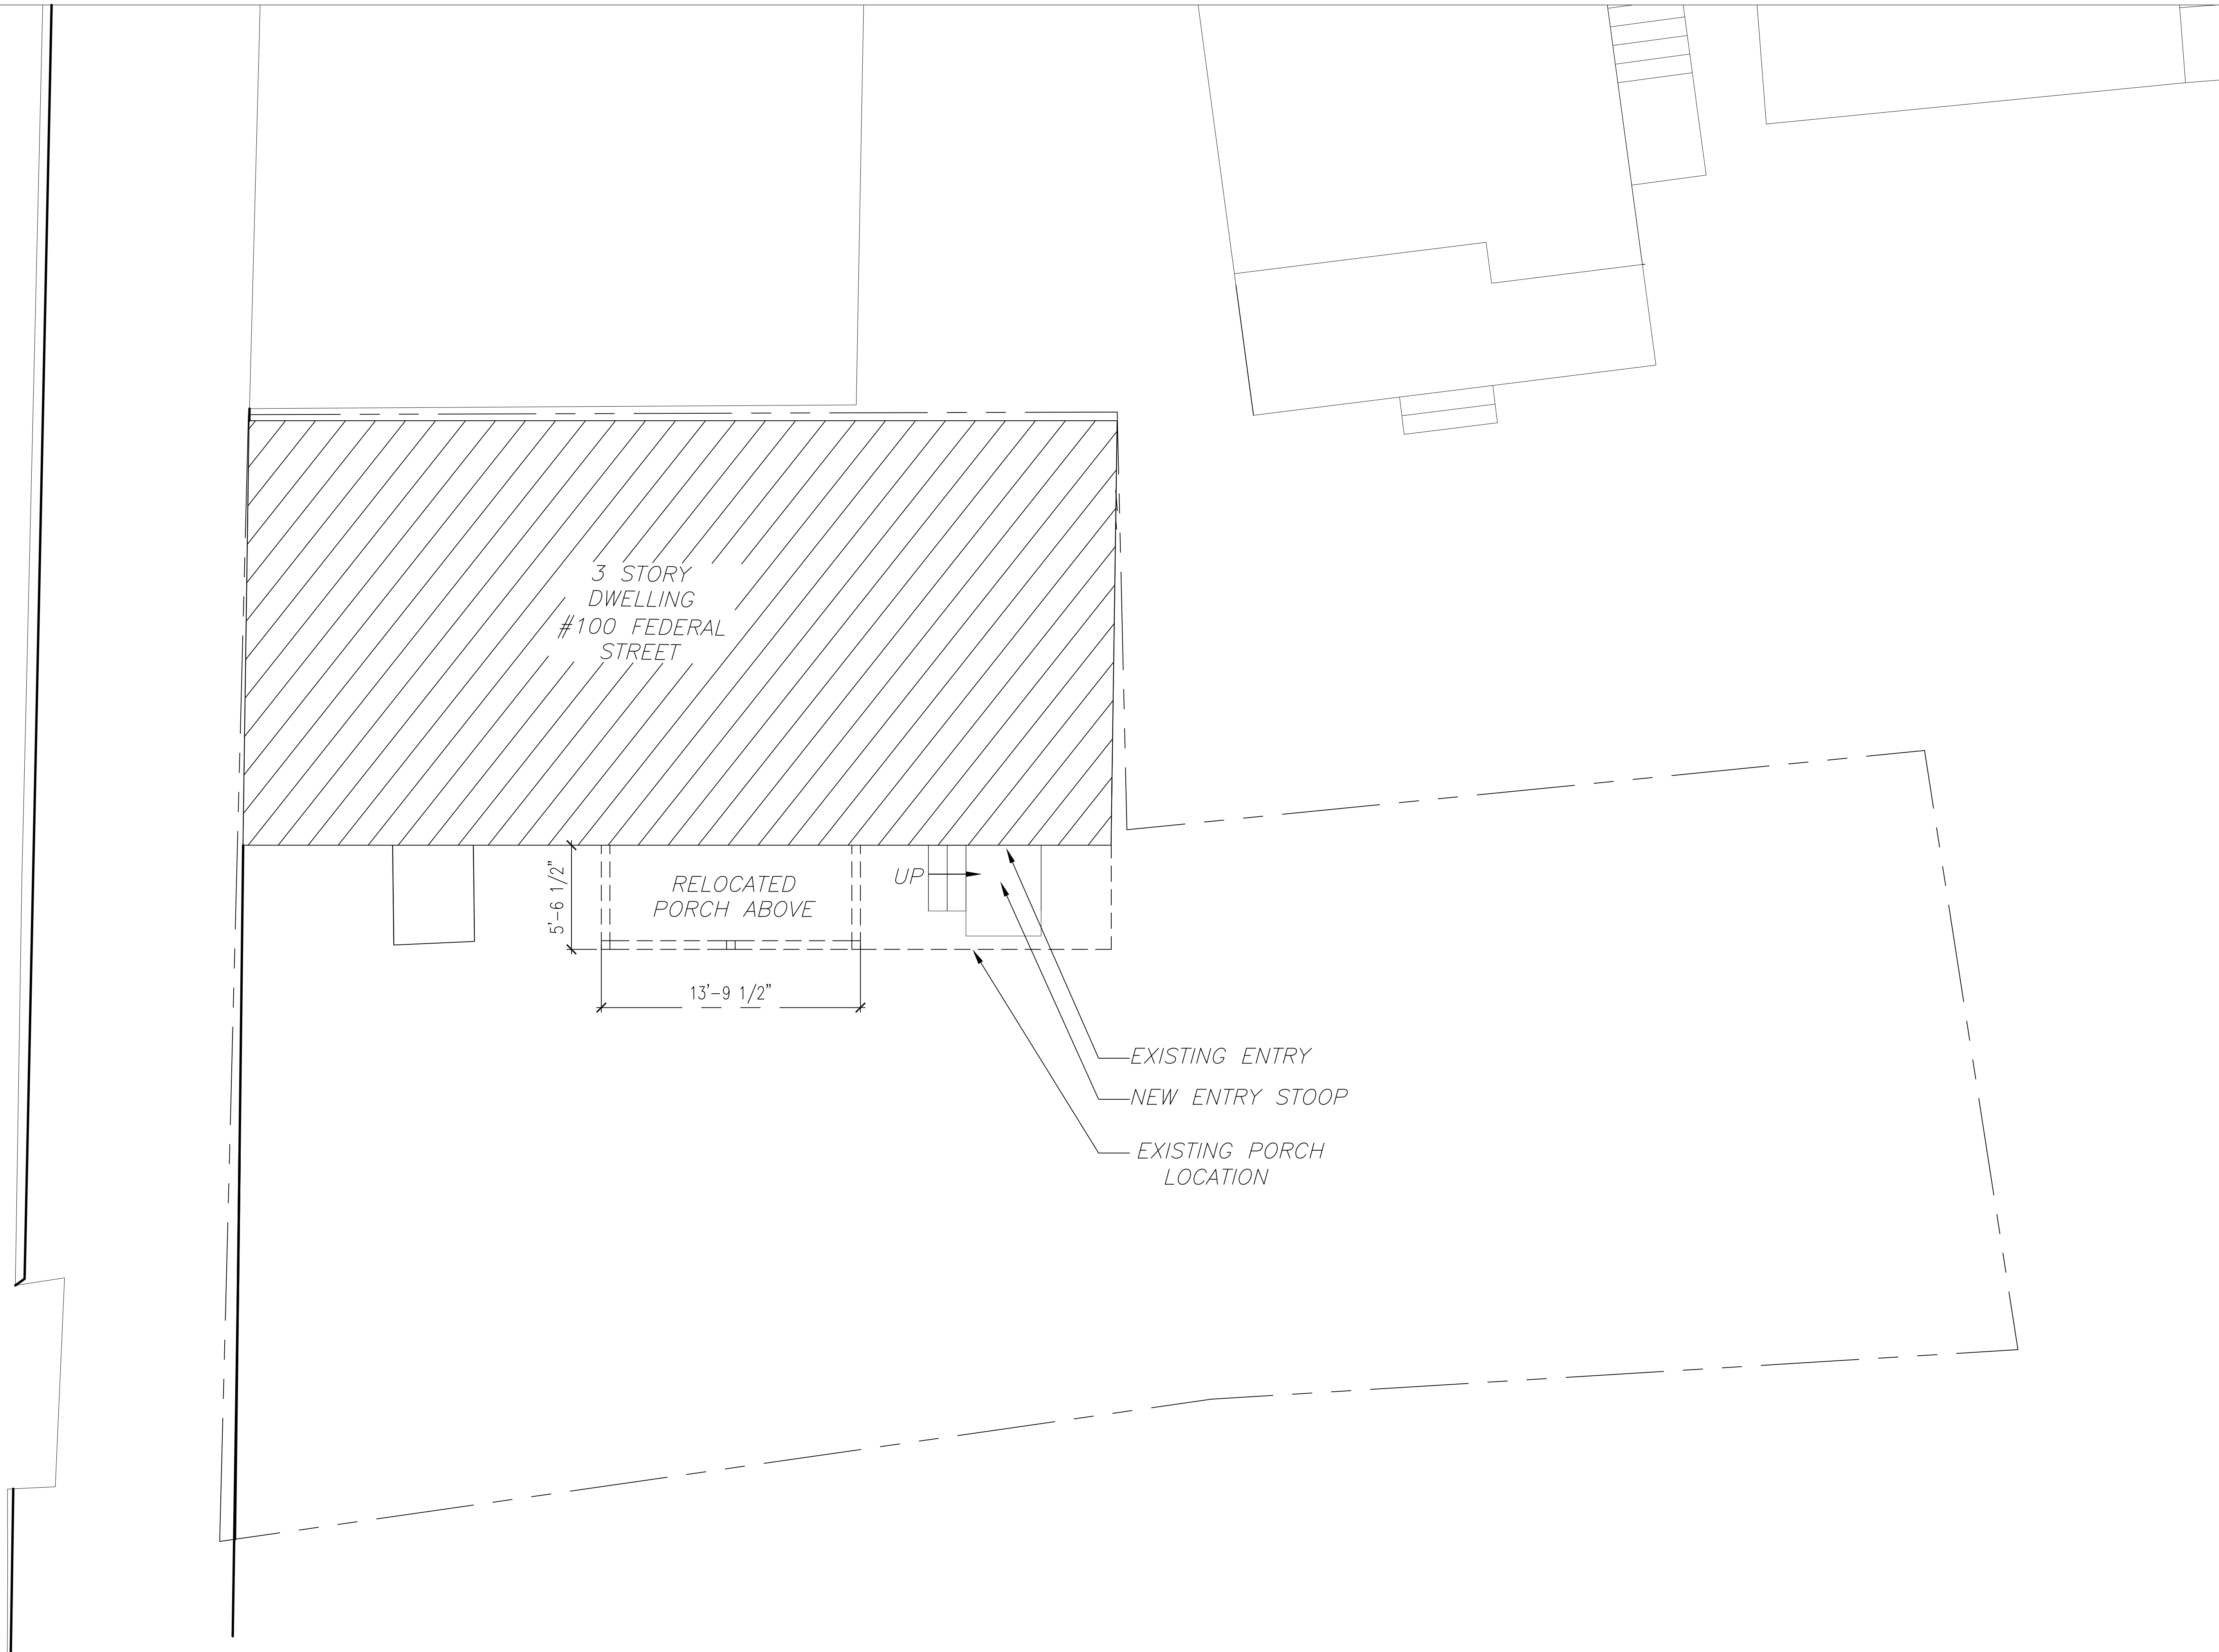 3 STORY
DWELLING
#100 FEDERAL
STREET
RELOCATED
PORCH ABOVE
UP
5'-6 1/2"
13'-9 1/2"
EXISTING ENTRY
NEW ENTRY STOOP
EXISTING PORCH
LOCATION